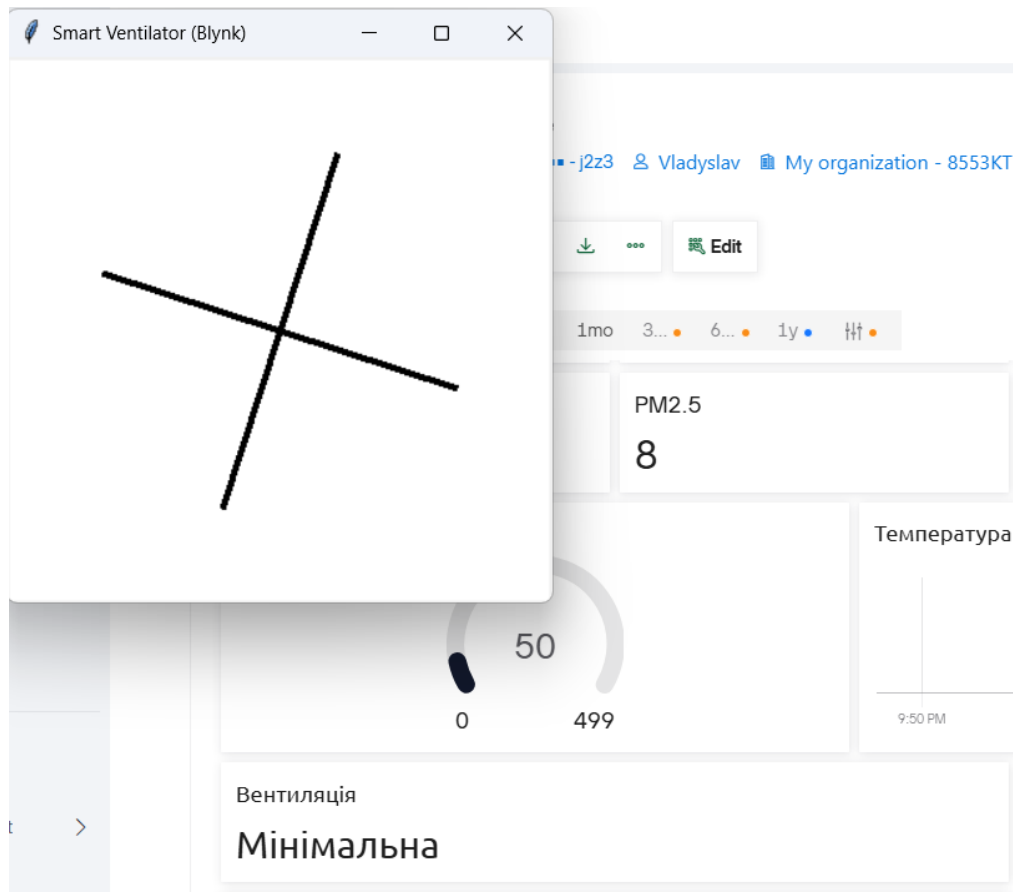 Smart Ventilator (Blynk)
- j2z3 Vladyslav My organization - 8553KT
Edit
1mo 3... 6... 1y
PM2.5
8
Температура
50
0 499
9:50 PM
Вентиляція
Мінімальна